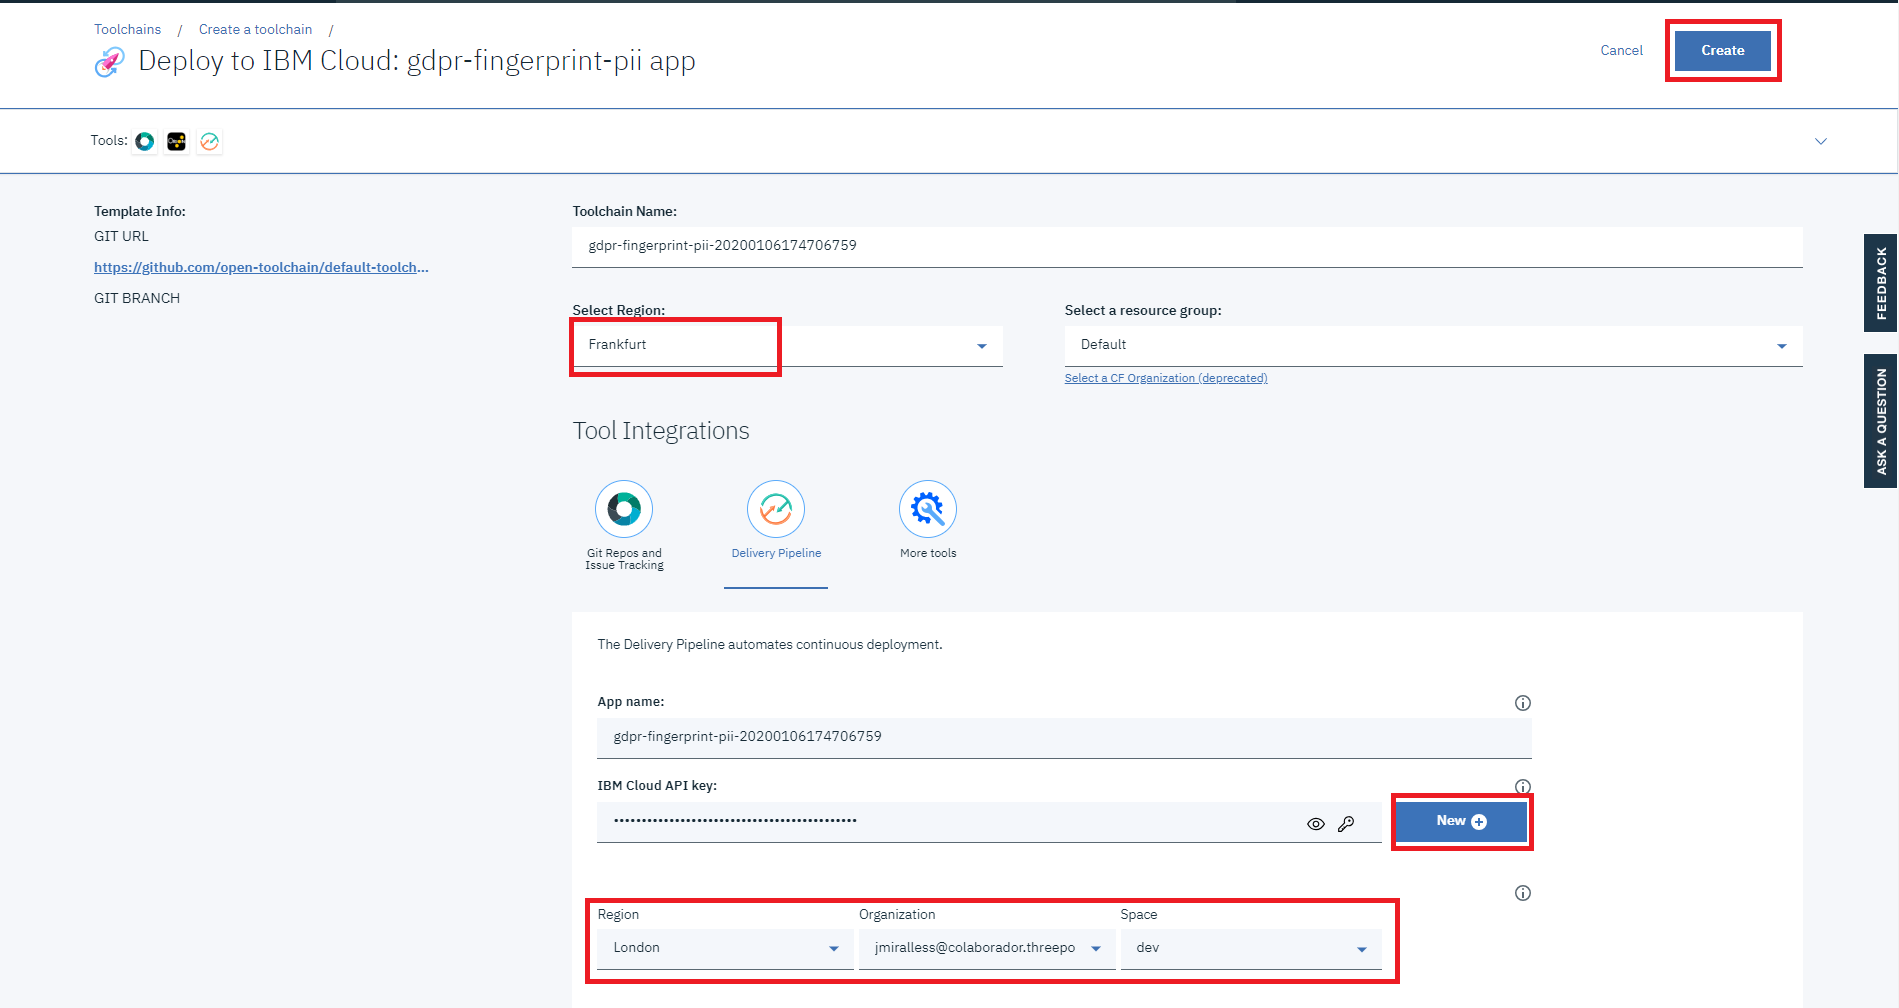 Toolchains / Create a toolchain /
Deploy to IBM Cloud: gdpr-fingerprint-pii app
Cancel
Create
Tools:
Template Info:
GIT URL
https://github.com/open-toolchain/default-toolch...
GIT BRANCH
Toolchain Name:
gdpr-fingerprint-pii-20200106174706759
Select Region:
Frankfurt
Select a resource group:
Default
Select a CF Organization (deprecated)
Tool Integrations
Git Repos and
Issue Tracking
Delivery Pipeline
More tools
The Delivery Pipeline automates continuous deployment.
App name:
gdpr-fingerprint-pii-20200106174706759
IBM Cloud API key:
••••••••••••••••••••••••••••••••••••••••••••
New
Region
London
Organization
jmiralless@colaborador.threepo
Space
dev
FEEDBACK
ASK A QUESTION